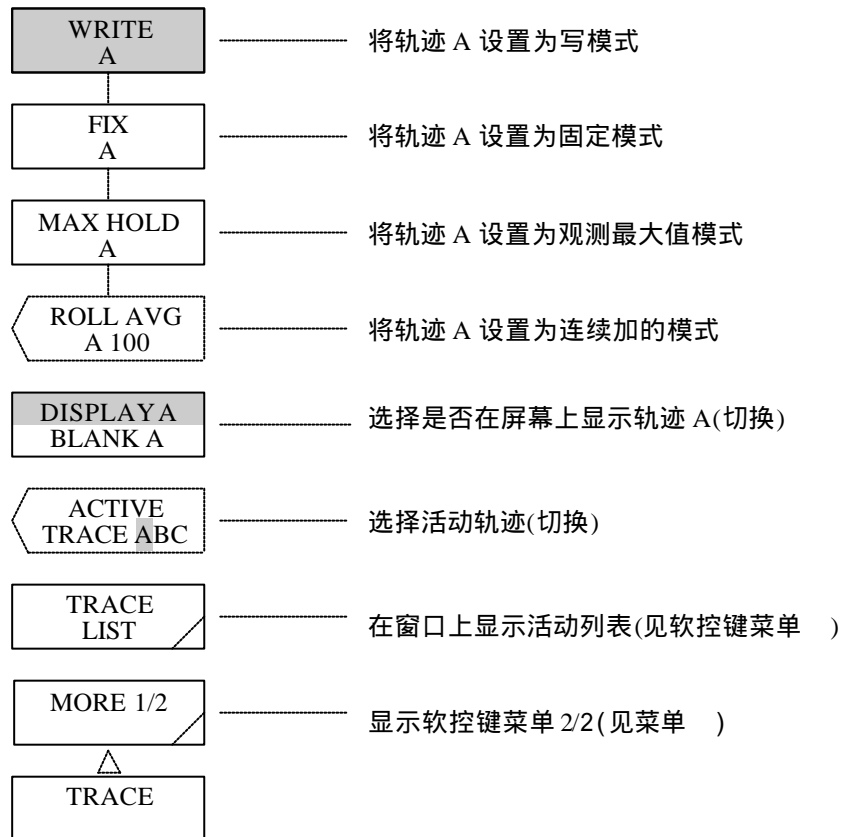 WRITE
A
将轨迹 A 设置为写模式
FIX
A
将轨迹 A 设置为固定模式
MAX HOLD
A
将轨迹 A 设置为观测最大值模式
ROLL AVG
A 100
将轨迹 A 设置为连续加的模式
DISPLAY A
BLANK A
选择是否在屏幕上显示轨迹 A(切换)
ACTIVE
TRACE ABC
选择活动轨迹(切换)
TRACE
LIST
在窗口上显示活动列表(见软控键菜单 )
MORE 1/2
显示软控键菜单 2/2(见菜单 )
TRACE